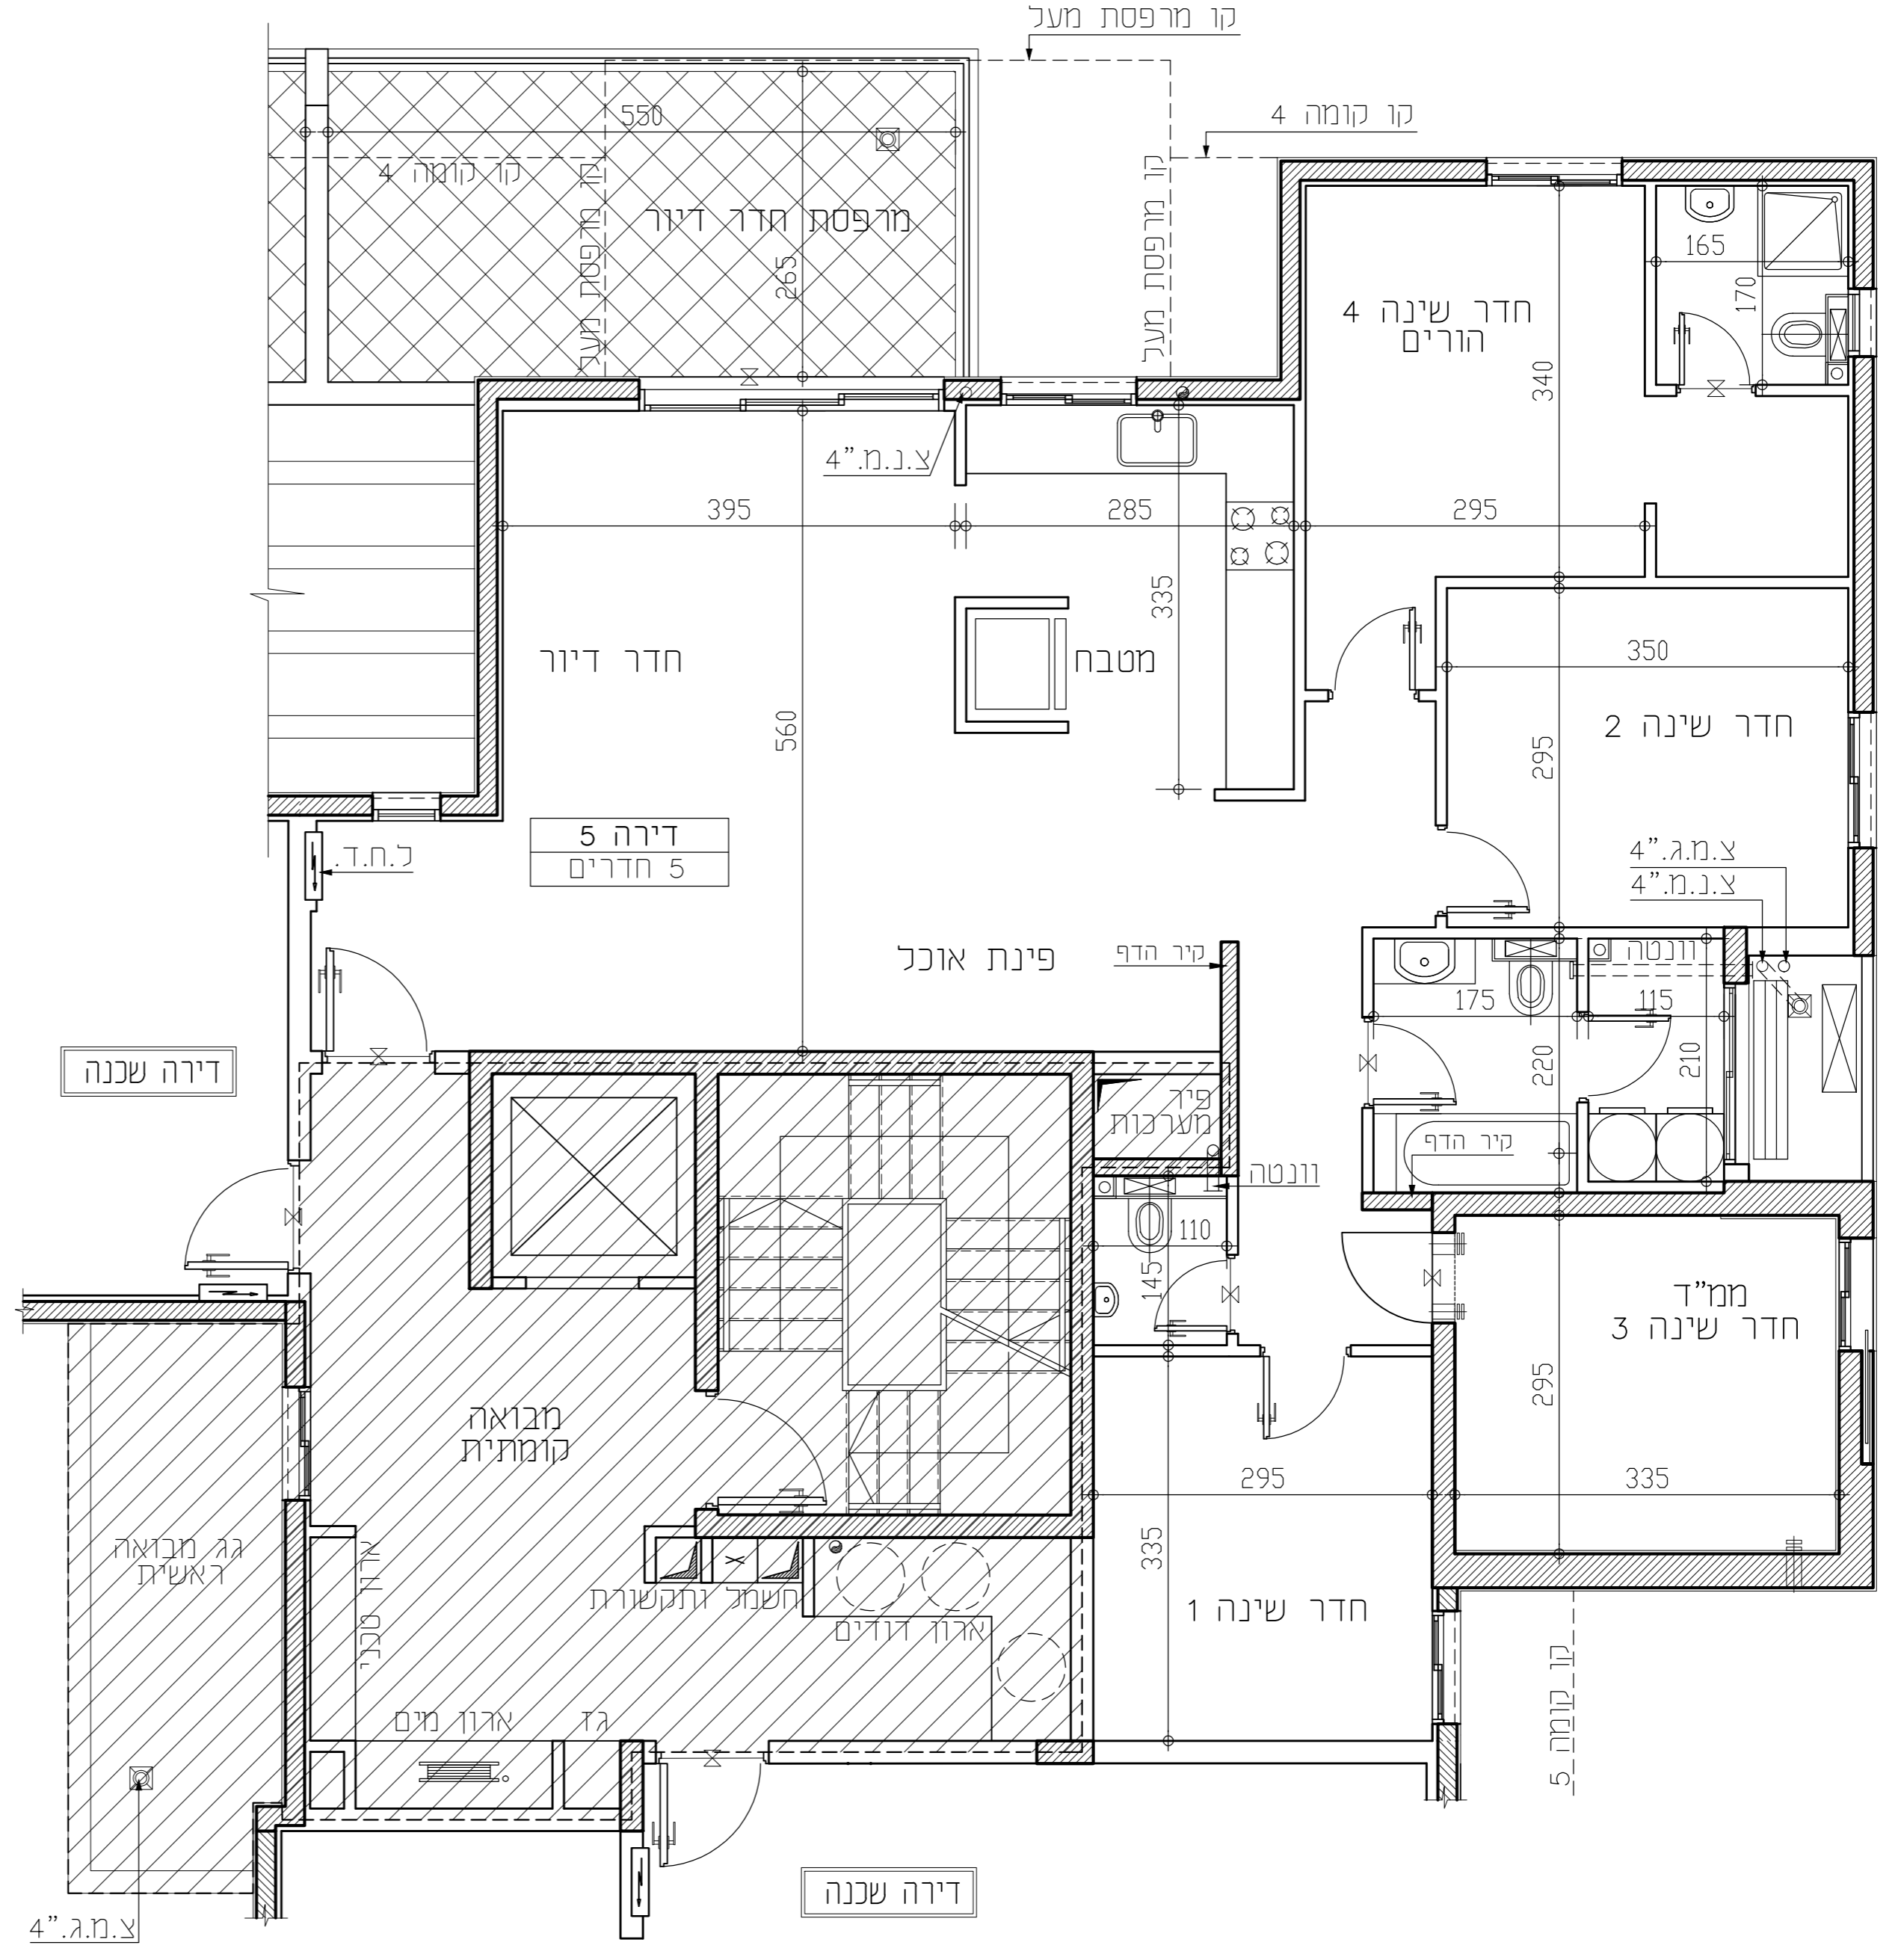 קו מרפסת מעל
קו קומה 4
550
קו קומה 4
קו מרפסת מעל
מרפסת חדר דיור
265
קו מרפסת מעל
165
170
חדר שינה 4
הורים
340
צ.נ.מ."4
395
285
295
335
חדר דיור
מטבח
560
350
חדר שינה 2
295
דירה 5
5 חדרים
ל.ח.ד.
צ.מ.ג."4
צ.נ.מ."4
פינת אוכל
קיר הדף
וונטה
175
115
220
210
דירה שכנה
פיר
מערכות
קיר הדף
וונטה
110
145
ממ"ד
חדר שינה 3
295
335
מבואה
קומתית
295
335
גג מבואה
ראשית
ארון טכני
חשמל ותקשורת
ארון דודים
חדר שינה 1
קו קומה 5
ארון מים
גז
דירה שכנה
צ.מ.ג."4